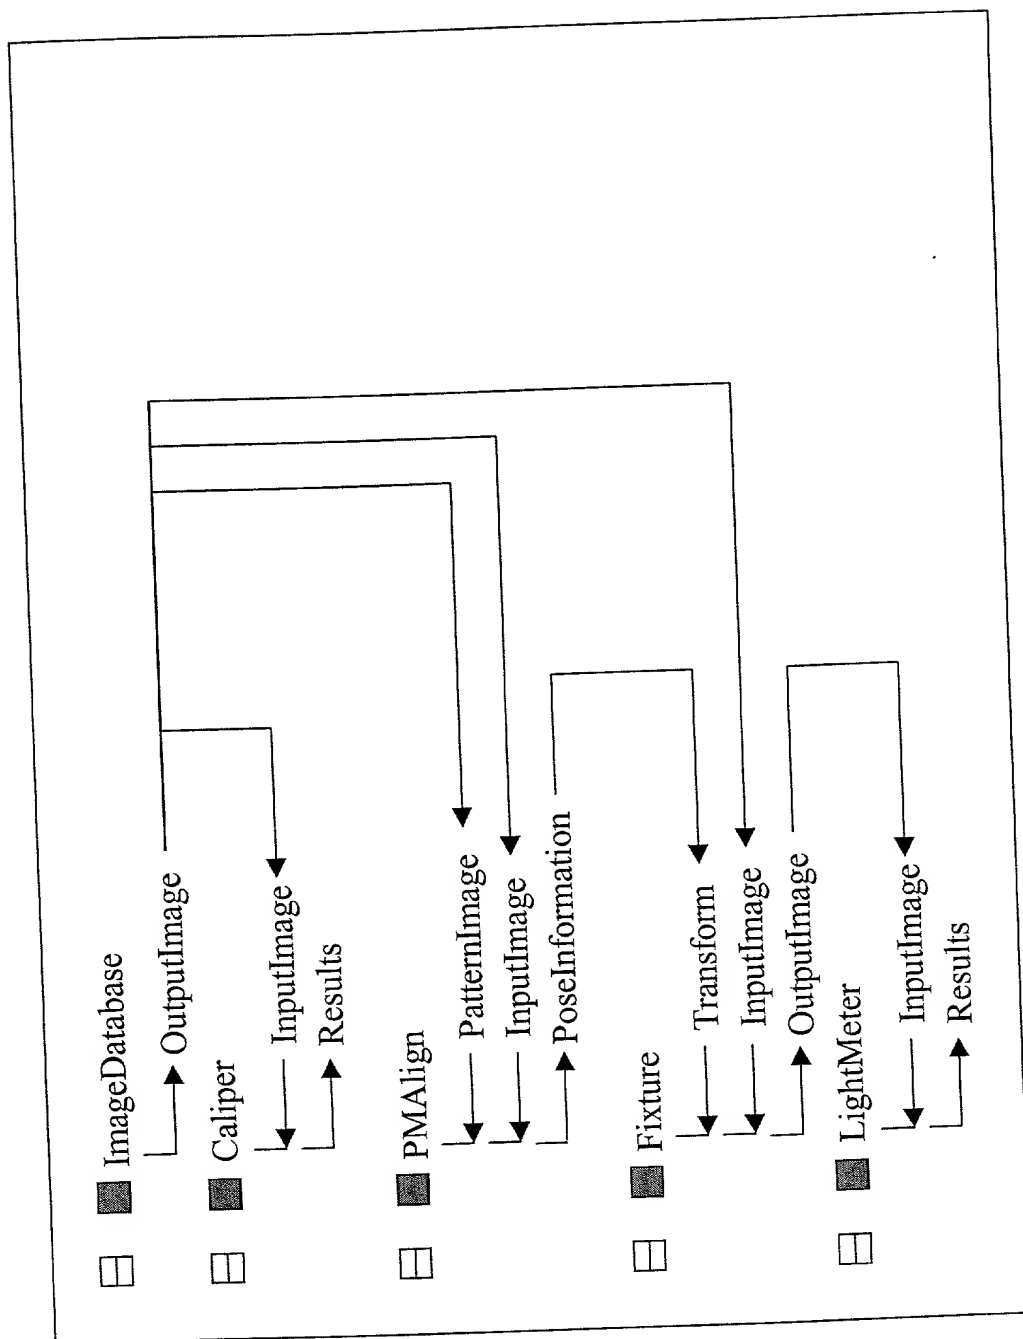 ImageDatabase
OutputImage
Caliper
InputImage
Results
PMAlign
PatternImage
InputImage
PoseInformation
Fixture
Transform
InputImage
OutputImage
LightMeter
InputImage
Results